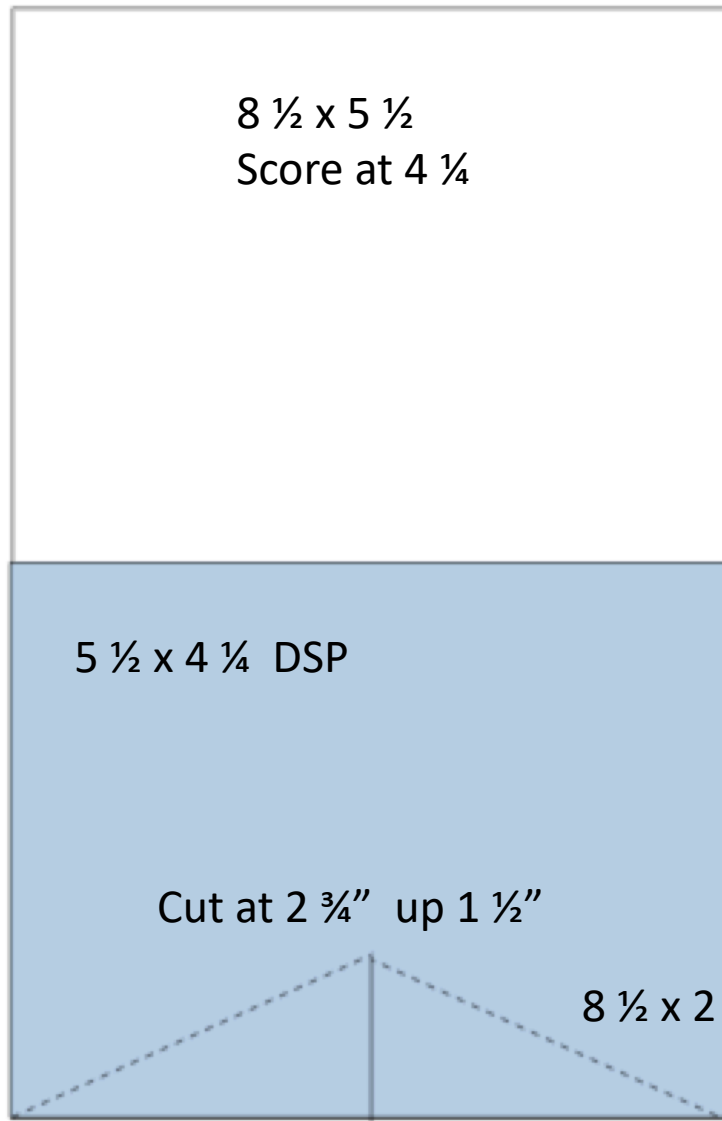 8 ½ x 5 ½
Score at 4 ¼
5 ½ x 4 ¼ DSP
Cut at 2 ¾” up 1 ½”
8 ½ x 2